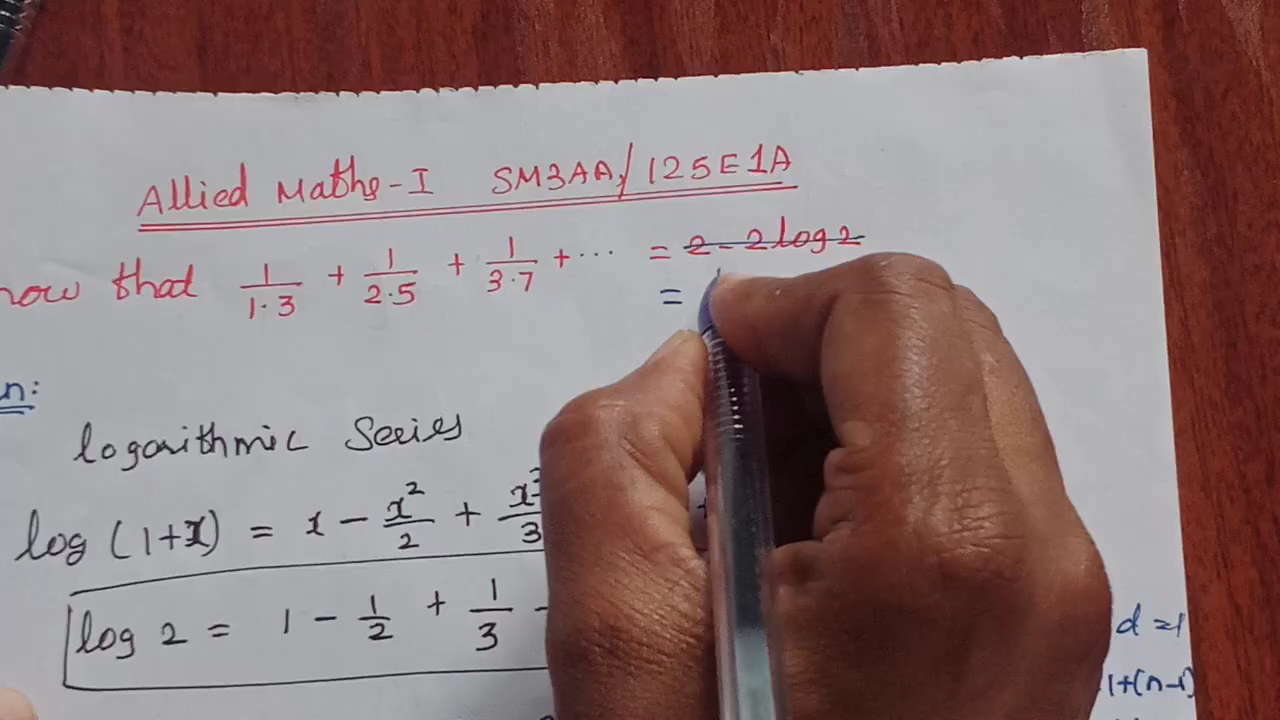 Allied Maths-I SM3AA/125E1A
now that 1/1·3 + 1/2·5 + 1/3·7 + ... = 2-2log2
=
n:
logarithmic Series
log (1+x) = x - x²/2 + x³/3
log 2 = 1 - 1/2 + 1/3 -
d=1
1+(n-1)